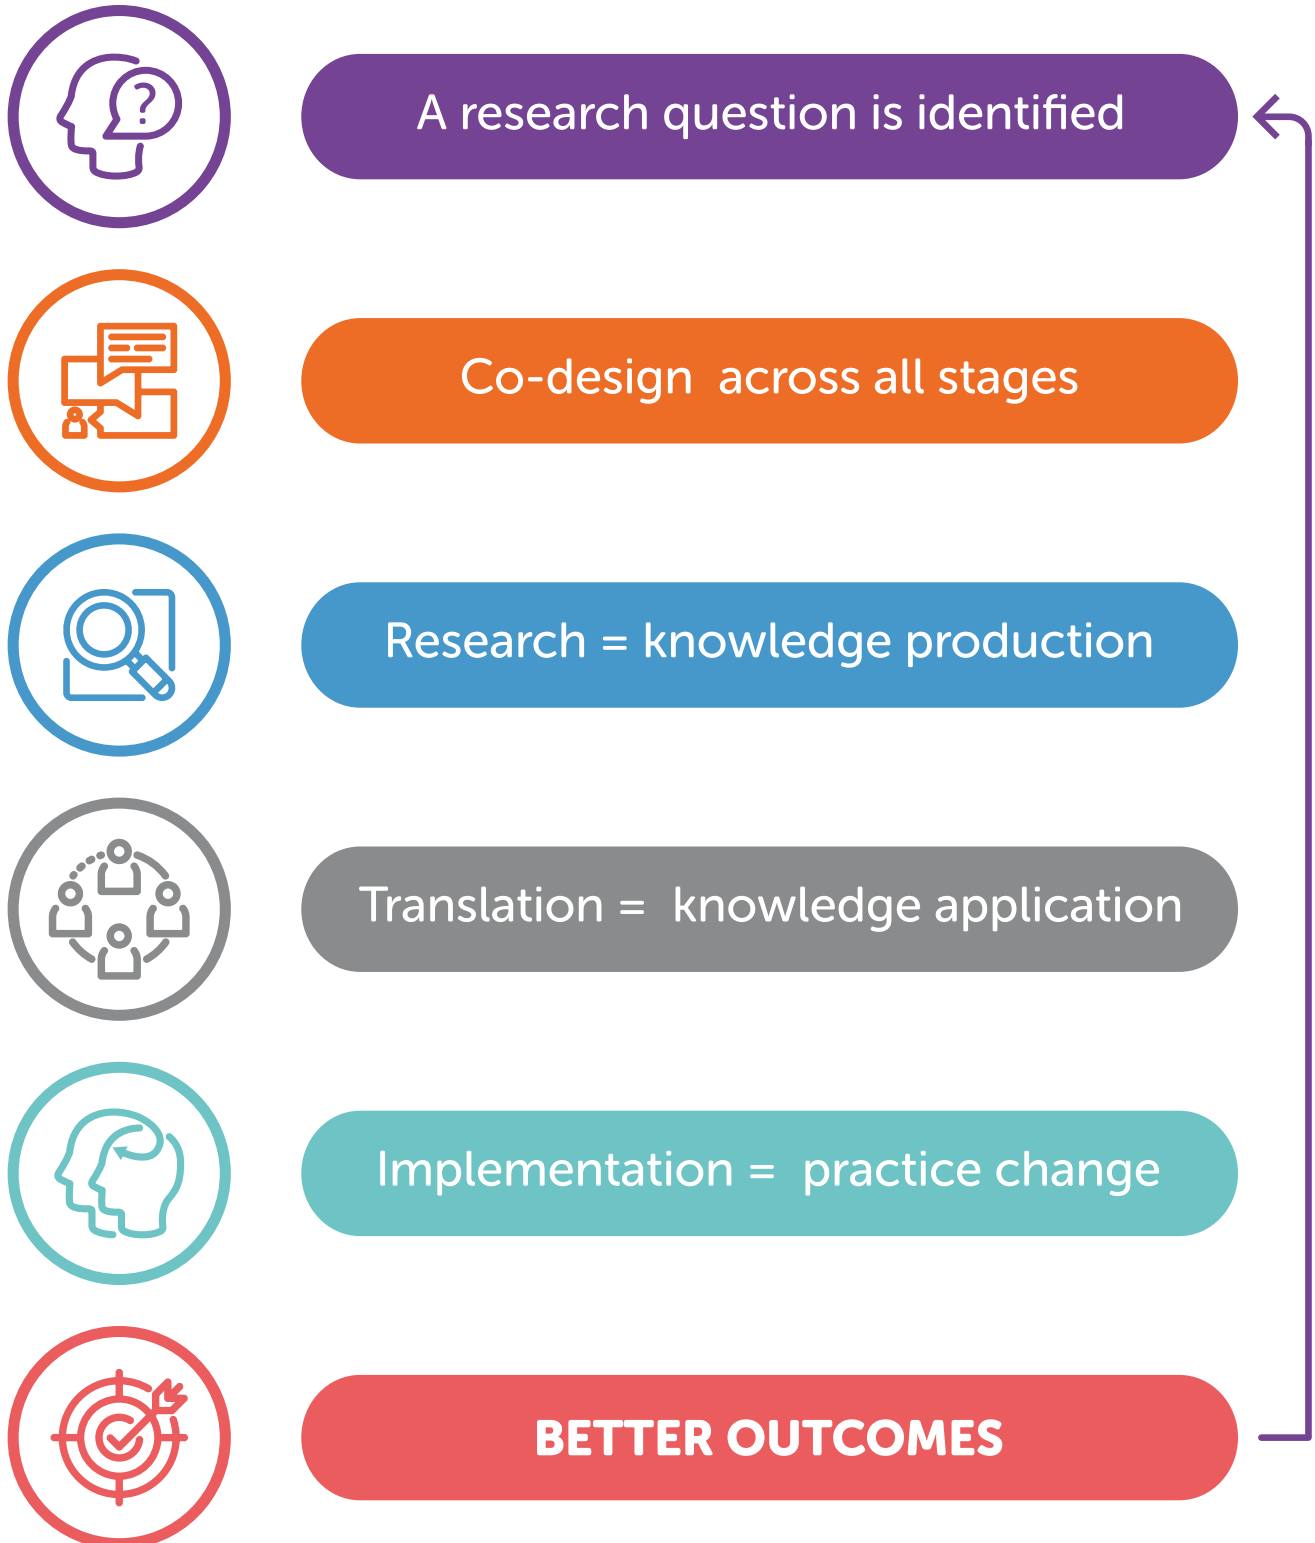 ?
A research question is identified
Co-design across all stages
Research = knowledge production
Translation = knowledge application
Implementation = practice change
BETTER OUTCOMES